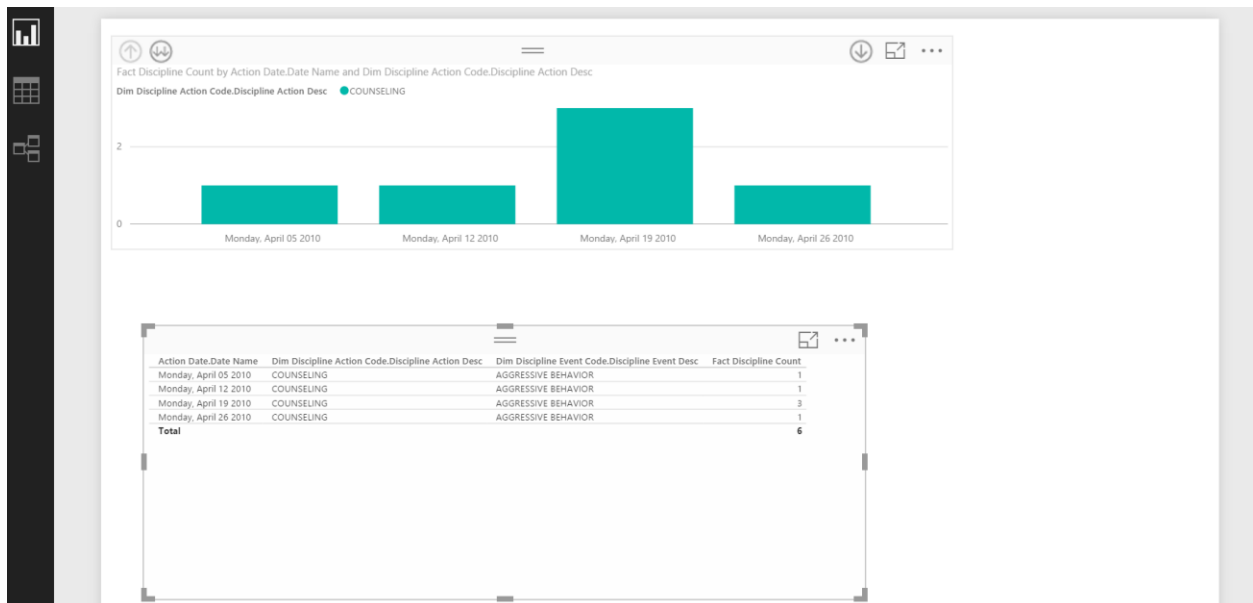 Fact Discipline Count by Action Date.Date Name and Dim Discipline Action Code.Discipline Action Desc
Dim Discipline Action Code.Discipline Action Desc COUNSELING
2
0
Monday, April 05 2010 Monday, April 12 2010 Monday, April 19 2010 Monday, April 26 2010
Action Date.Date Name Dim Discipline Action Code.Discipline Action Desc Dim Discipline Event Code.Discipline Event Desc Fact Discipline Count
Monday, April 05 2010 COUNSELING AGGRESSIVE BEHAVIOR 1
Monday, April 12 2010 COUNSELING AGGRESSIVE BEHAVIOR 1
Monday, April 19 2010 COUNSELING AGGRESSIVE BEHAVIOR 3
Monday, April 26 2010 COUNSELING AGGRESSIVE BEHAVIOR 1
Total 6